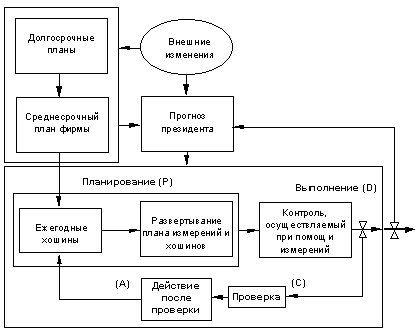 Долгосрочные
планы
Внешние
изменения
Среднесрочный
план фирмы
Прогноз
президента
Планирование (P)
Выполнение (D)
Ежегодные
хошины
Развертывание
плана измерений и
хошинов
Контроль,
осуществляемый
при помощ и
измерений
(A)
Действие
после
проверки
Проверка
(C)